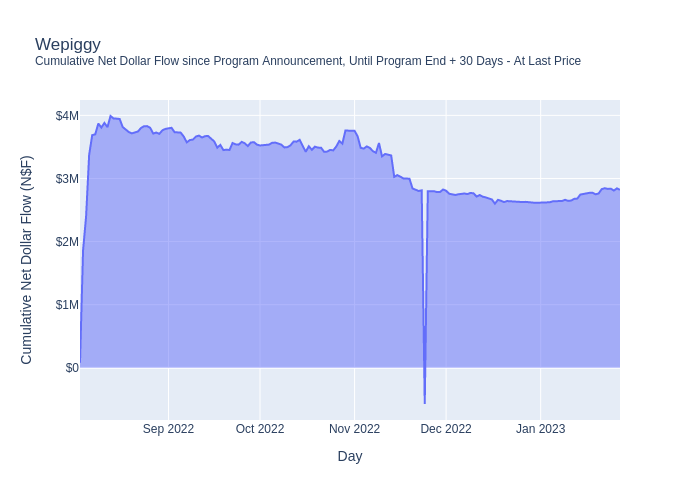 Wepiggy
Cumulative Net Dollar Flow since Program Announcement, Until Program End + 30 Days - At Last Price
Cumulative Net Dollar Flow (N$F)
$4M
$3M
$2M
$1M
$0
Sep 2022
Oct 2022
Nov 2022
Dec 2022
Jan 2023
Day